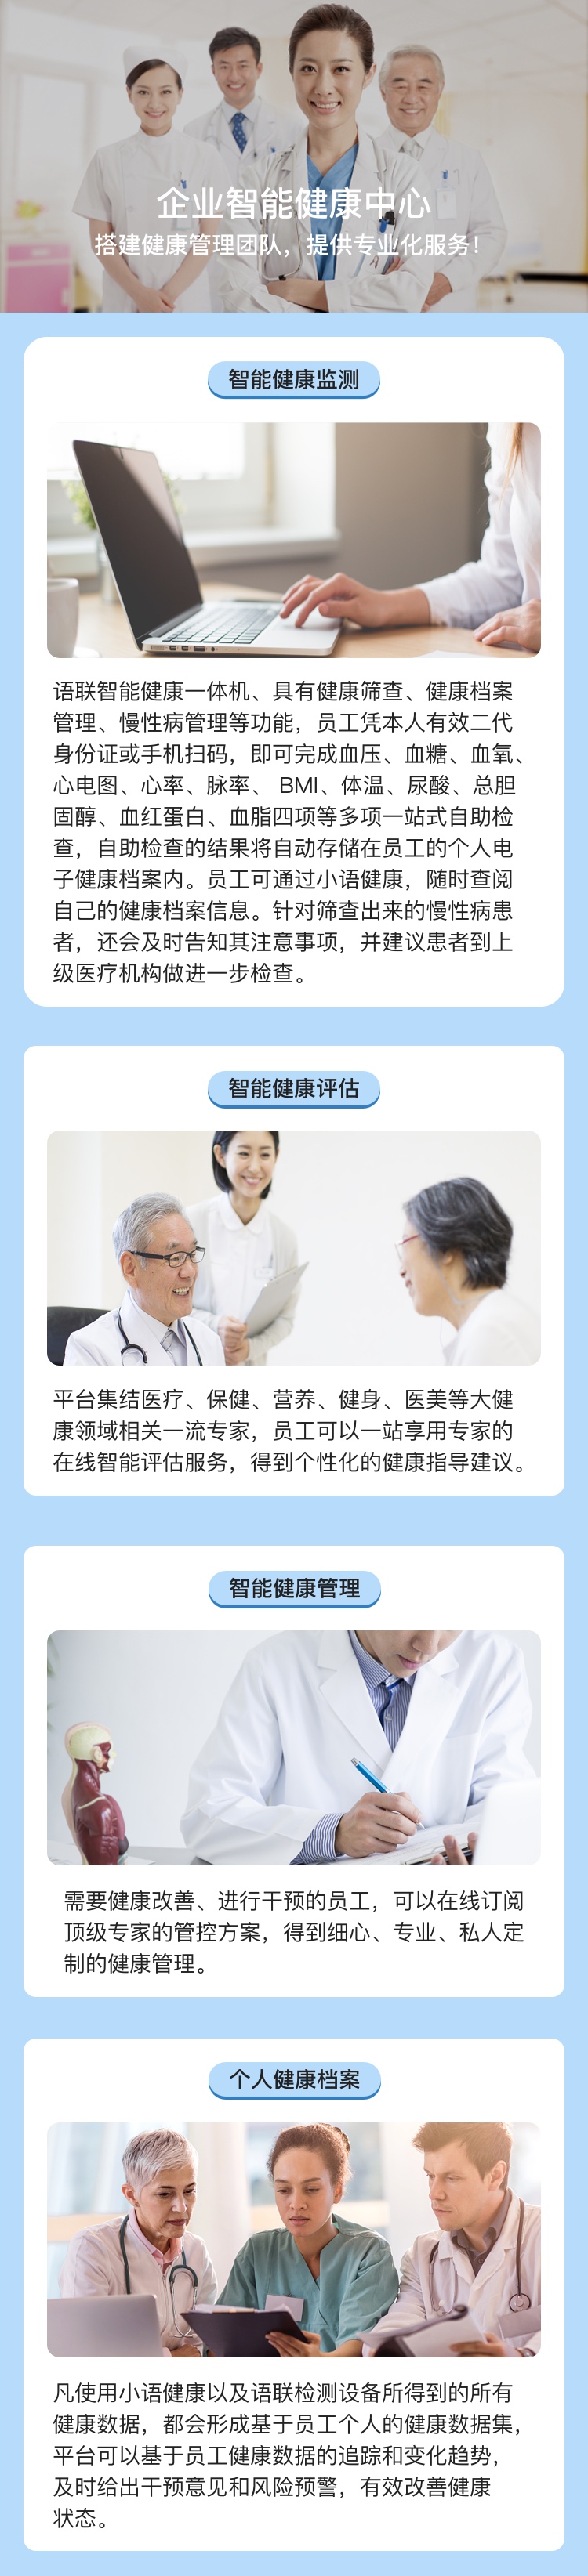 企业智能健康中心
搭建健康管理团队，提供专业化服务！
智能健康监测
语联智能健康一体机、具有健康筛查、健康档案
管理、慢性病管理等功能，员工凭本人有效二代
身份证或手机扫码，即可完成血压、血糖、血氧、
心电图、心率、脉率、 BMI、体温、尿酸、总胆
固醇、血红蛋白、血脂四项等多项一站式自助检
查，自助检查的结果将自动存储在员工的个人电
子健康档案内。员工可通过小语健康，随时查阅
自己的健康档案信息。针对筛查出来的慢性病患
者，还会及时告知其注意事项，并建议患者到上
级医疗机构做进一步检查。
智能健康评估
平台集结医疗、保健、营养、健身、医美等大健
康领域相关一流专家，员工可以一站享用专家的
在线智能评估服务，得到个性化的健康指导建议。
智能健康管理
需要健康改善、进行干预的员工，可以在线订阅
顶级专家的管控方案，得到细心、专业、私人定
制的健康管理。
个人健康档案
凡使用小语健康以及语联检测设备所得到的所有
健康数据，都会形成基于员工个人的健康数据集，
平台可以基于员工健康数据的追踪和变化趋势，
及时给出干预意见和风险预警，有效改善健康
状态。